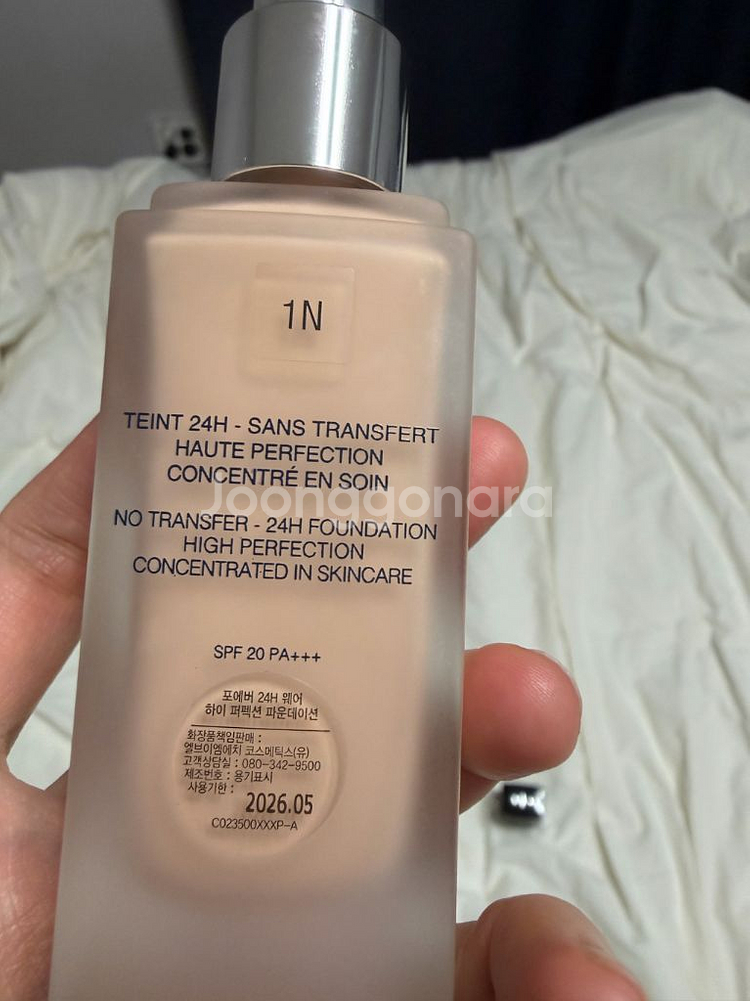 1N
TEINT 24H - SANS TRANSFERT
HAUTE PERFECTION
CONCENTRÉ EN SOIN
Joonggonara
NO TRANSFER - 24H FOUNDATION
HIGH PERFECTION
CONCENTRATED IN SKINCARE
SPF 20 PA+++
포에버 24H 웨어
하이 퍼펙션 파운데이션
화장품책임판매 :
엘브이엠에치 코스메틱스(유)
고객상담실 : 080-342-9500
제조번호 : 용기표시
사용기한 :
2026.05
C023500XXXP-A